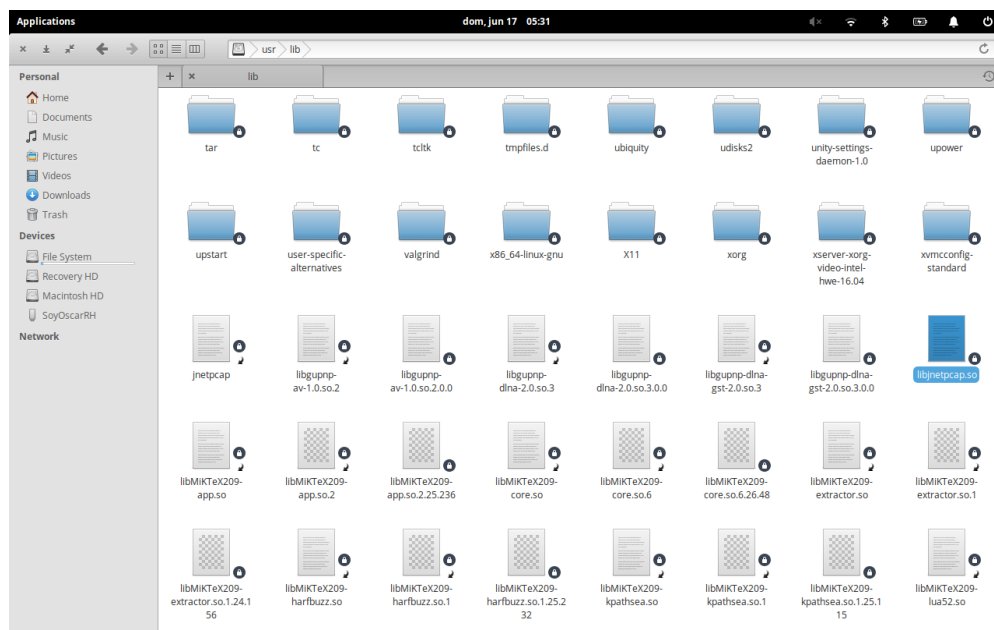 Applications
dom, jun 17 05:31
usr
lib
Personal
lib
Home
Documents
Music
Pictures
Videos
Downloads
Trash
Devices
File System
Recovery HD
Macintosh HD
SoyOscarRH
Network
tar
tc
tcltk
tmpfiles.d
ubiquity
udisks2
unity-settings-
daemon-1.0
upower
upstart
user-specific-
alternatives
valgrind
x86_64-linux-gnu
X11
xorg
xserver-xorg-
video-intel-
hwe-16.04
xvmcconfig-
standard
jnetpcap
libgupnp-
av-1.0.so.2
libgupnp-
av-1.0.so.2.0.0
libgupnp-
dlna-2.0.so.3
libgupnp-
dlna-2.0.so.3.0.0
libgupnp-dlna-
gst-2.0.so.3
libgupnp-dlna-
gst-2.0.so.3.0.0
libjnetpcap.so
libMiKTeX209-
app.so
libMiKTeX209-
app.so.2
libMiKTeX209-
app.so.2.25.236
libMiKTeX209-
core.so
libMiKTeX209-
core.so.6
libMiKTeX209-
core.so.6.26.48
libMiKTeX209-
extractor.so
libMiKTeX209-
extractor.so.1
libMiKTeX209-
extractor.so.1.24.1
56
libMiKTeX209-
harfbuzz.so
libMiKTeX209-
harfbuzz.so.1
libMiKTeX209-
harfbuzz.so.1.25.2
32
libMiKTeX209-
kpathsea.so
libMiKTeX209-
kpathsea.so.1
libMiKTeX209-
kpathsea.so.1.25.1
15
libMiKTeX209-
lua52.so